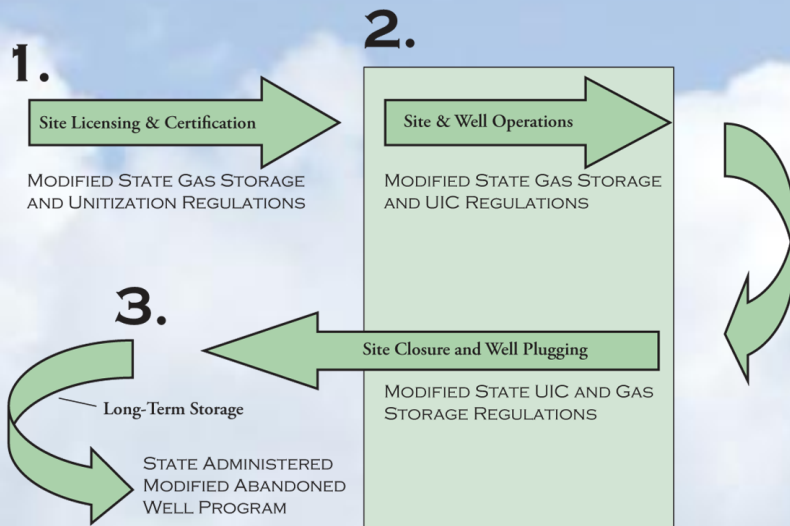 1.
Site Licensing & Certification
MODIFIED STATE GAS STORAGE
AND UNITIZATION REGULATIONS
2.
Site & Well Operations
MODIFIED STATE GAS STORAGE
AND UIC REGULATIONS
Site Closure and Well Plugging
MODIFIED STATE UIC AND GAS
STORAGE REGULATIONS
3.
Long-Term Storage
STATE ADMINISTERED
MODIFIED ABANDONED
WELL PROGRAM